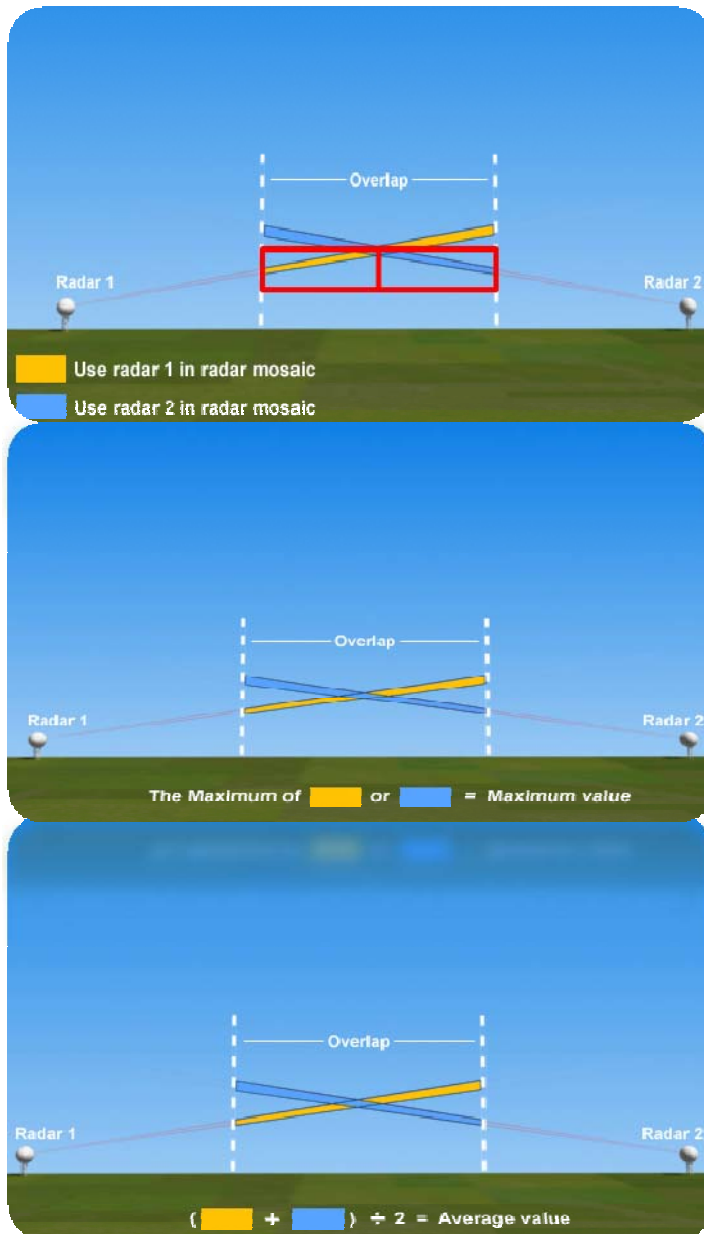 Overlap
Radar 1
Radar 2
Use radar 1 in radar mosaic
Use radar 2 in radar mosaic
Overlap
Radar 1
Radar 2
The Maximum of or = Maximum value
Overlap
Radar 1
Radar 2
( + ) ÷ 2 = Average value